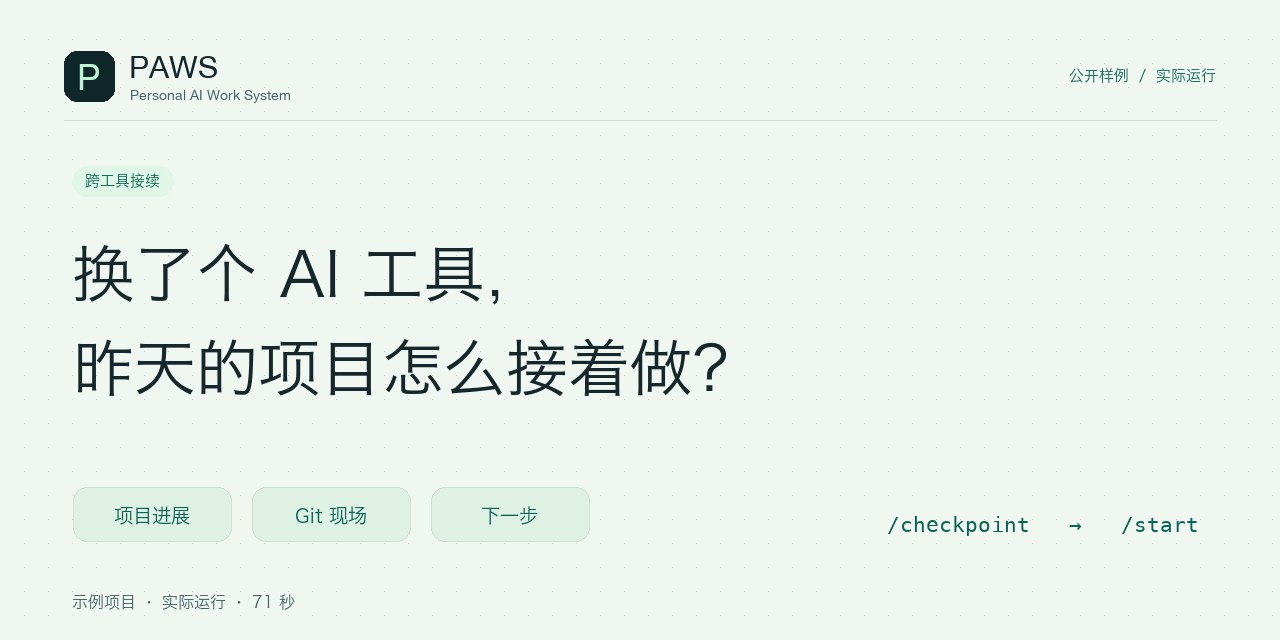 P
PAWS
Personal AI Work System
公开样例 / 实际运行
跨工具接续
换了个 AI 工具,
昨天的项目怎么接着做?
项目进展
Git 现场
下一步
/checkpoint → /start
示例项目 · 实际运行 · 71 秒